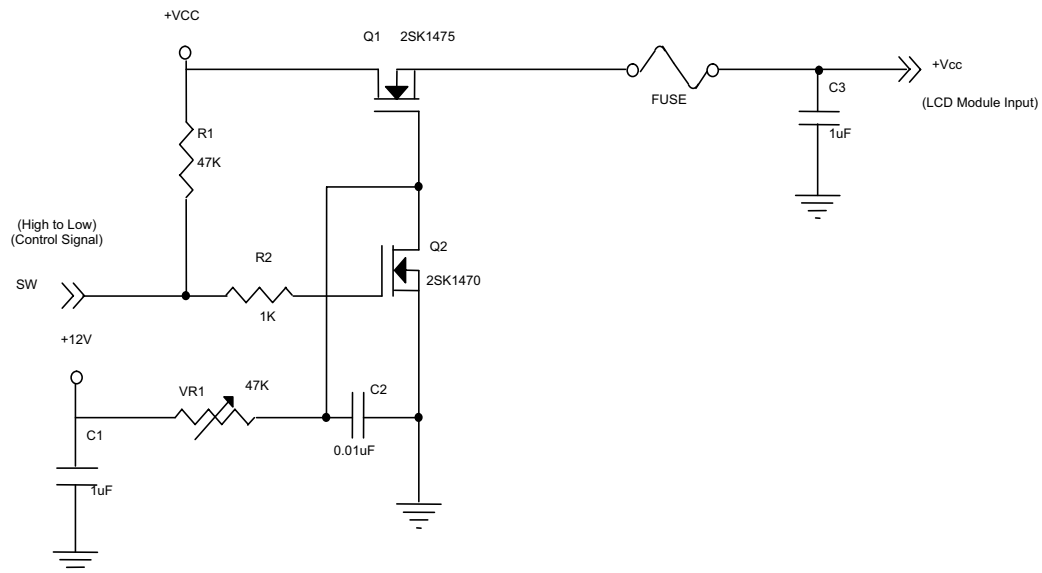 +VCC
Q1 2SK1475
+Vcc
FUSE
C3
(LCD Module Input)
R1
1uF
47K
(High to Low)
(Control Signal)
Q2
R2
SW
2SK1470
1K
+12V
VR1
47K
C2
C1
0.01uF
1uF